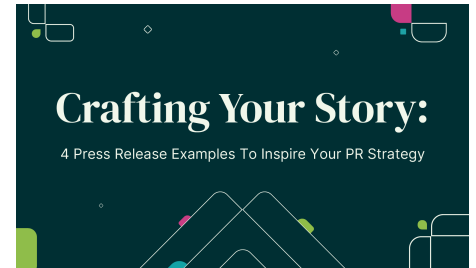 Crafting Your Story:
4 Press Release Examples To Inspire Your PR Strategy